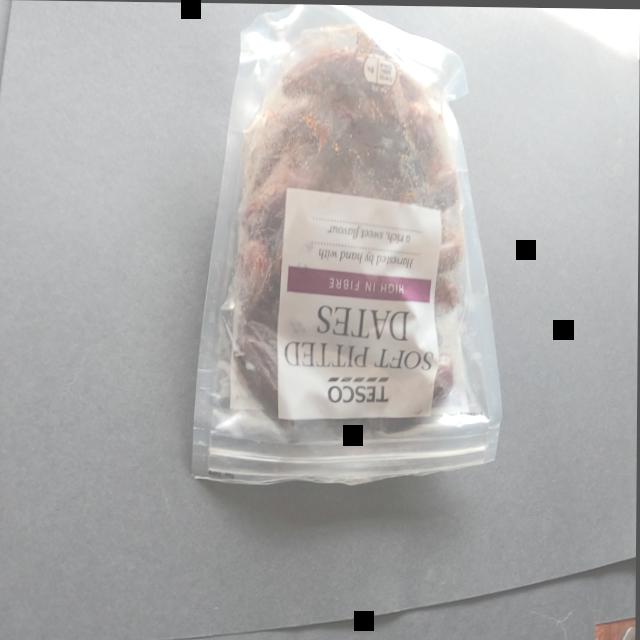 TESCO
SOFT PITTED
DATES
HIGH IN FIBRE
Harvested by hand with
a rich, sweet flavour